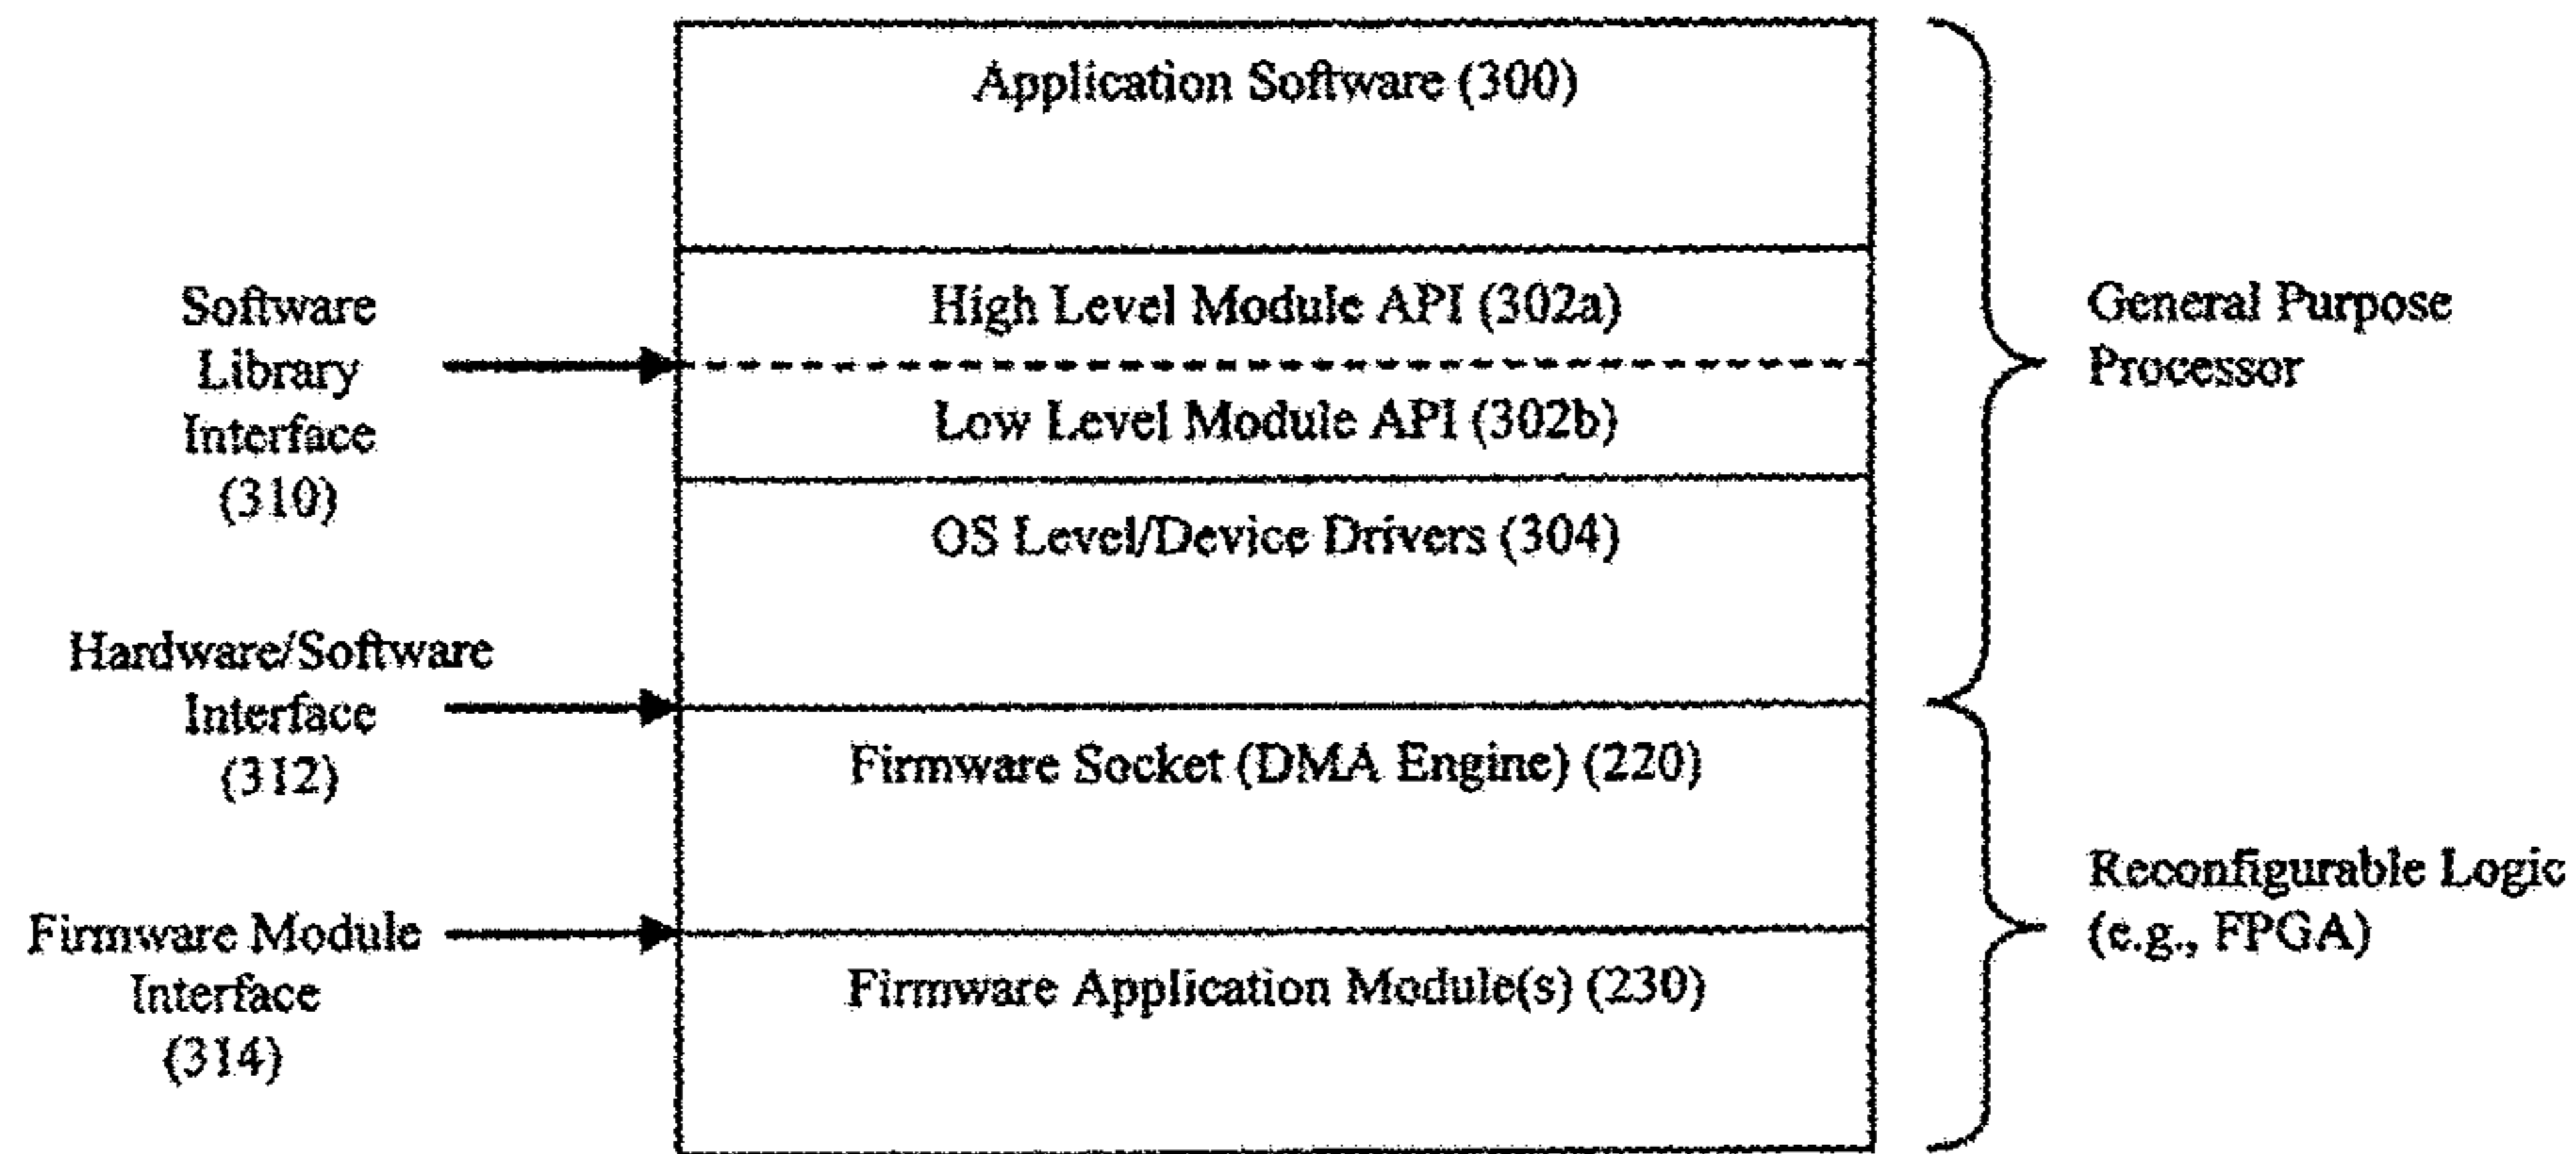 Application Software (300)
Software
Library
Interface
(310)
High Level Module API (302a)
Low Level Module API (302b)
General Purpose
Processor
OS Level/Device Drivers (304)
Hardware/Software
Interface
(312)
Firmware Socket (DMA Engine) (220)
Firmware Module
Interface
(314)
Firmware Application Module(s) (230)
Reconfigurable Logic
(e.g., FPGA)